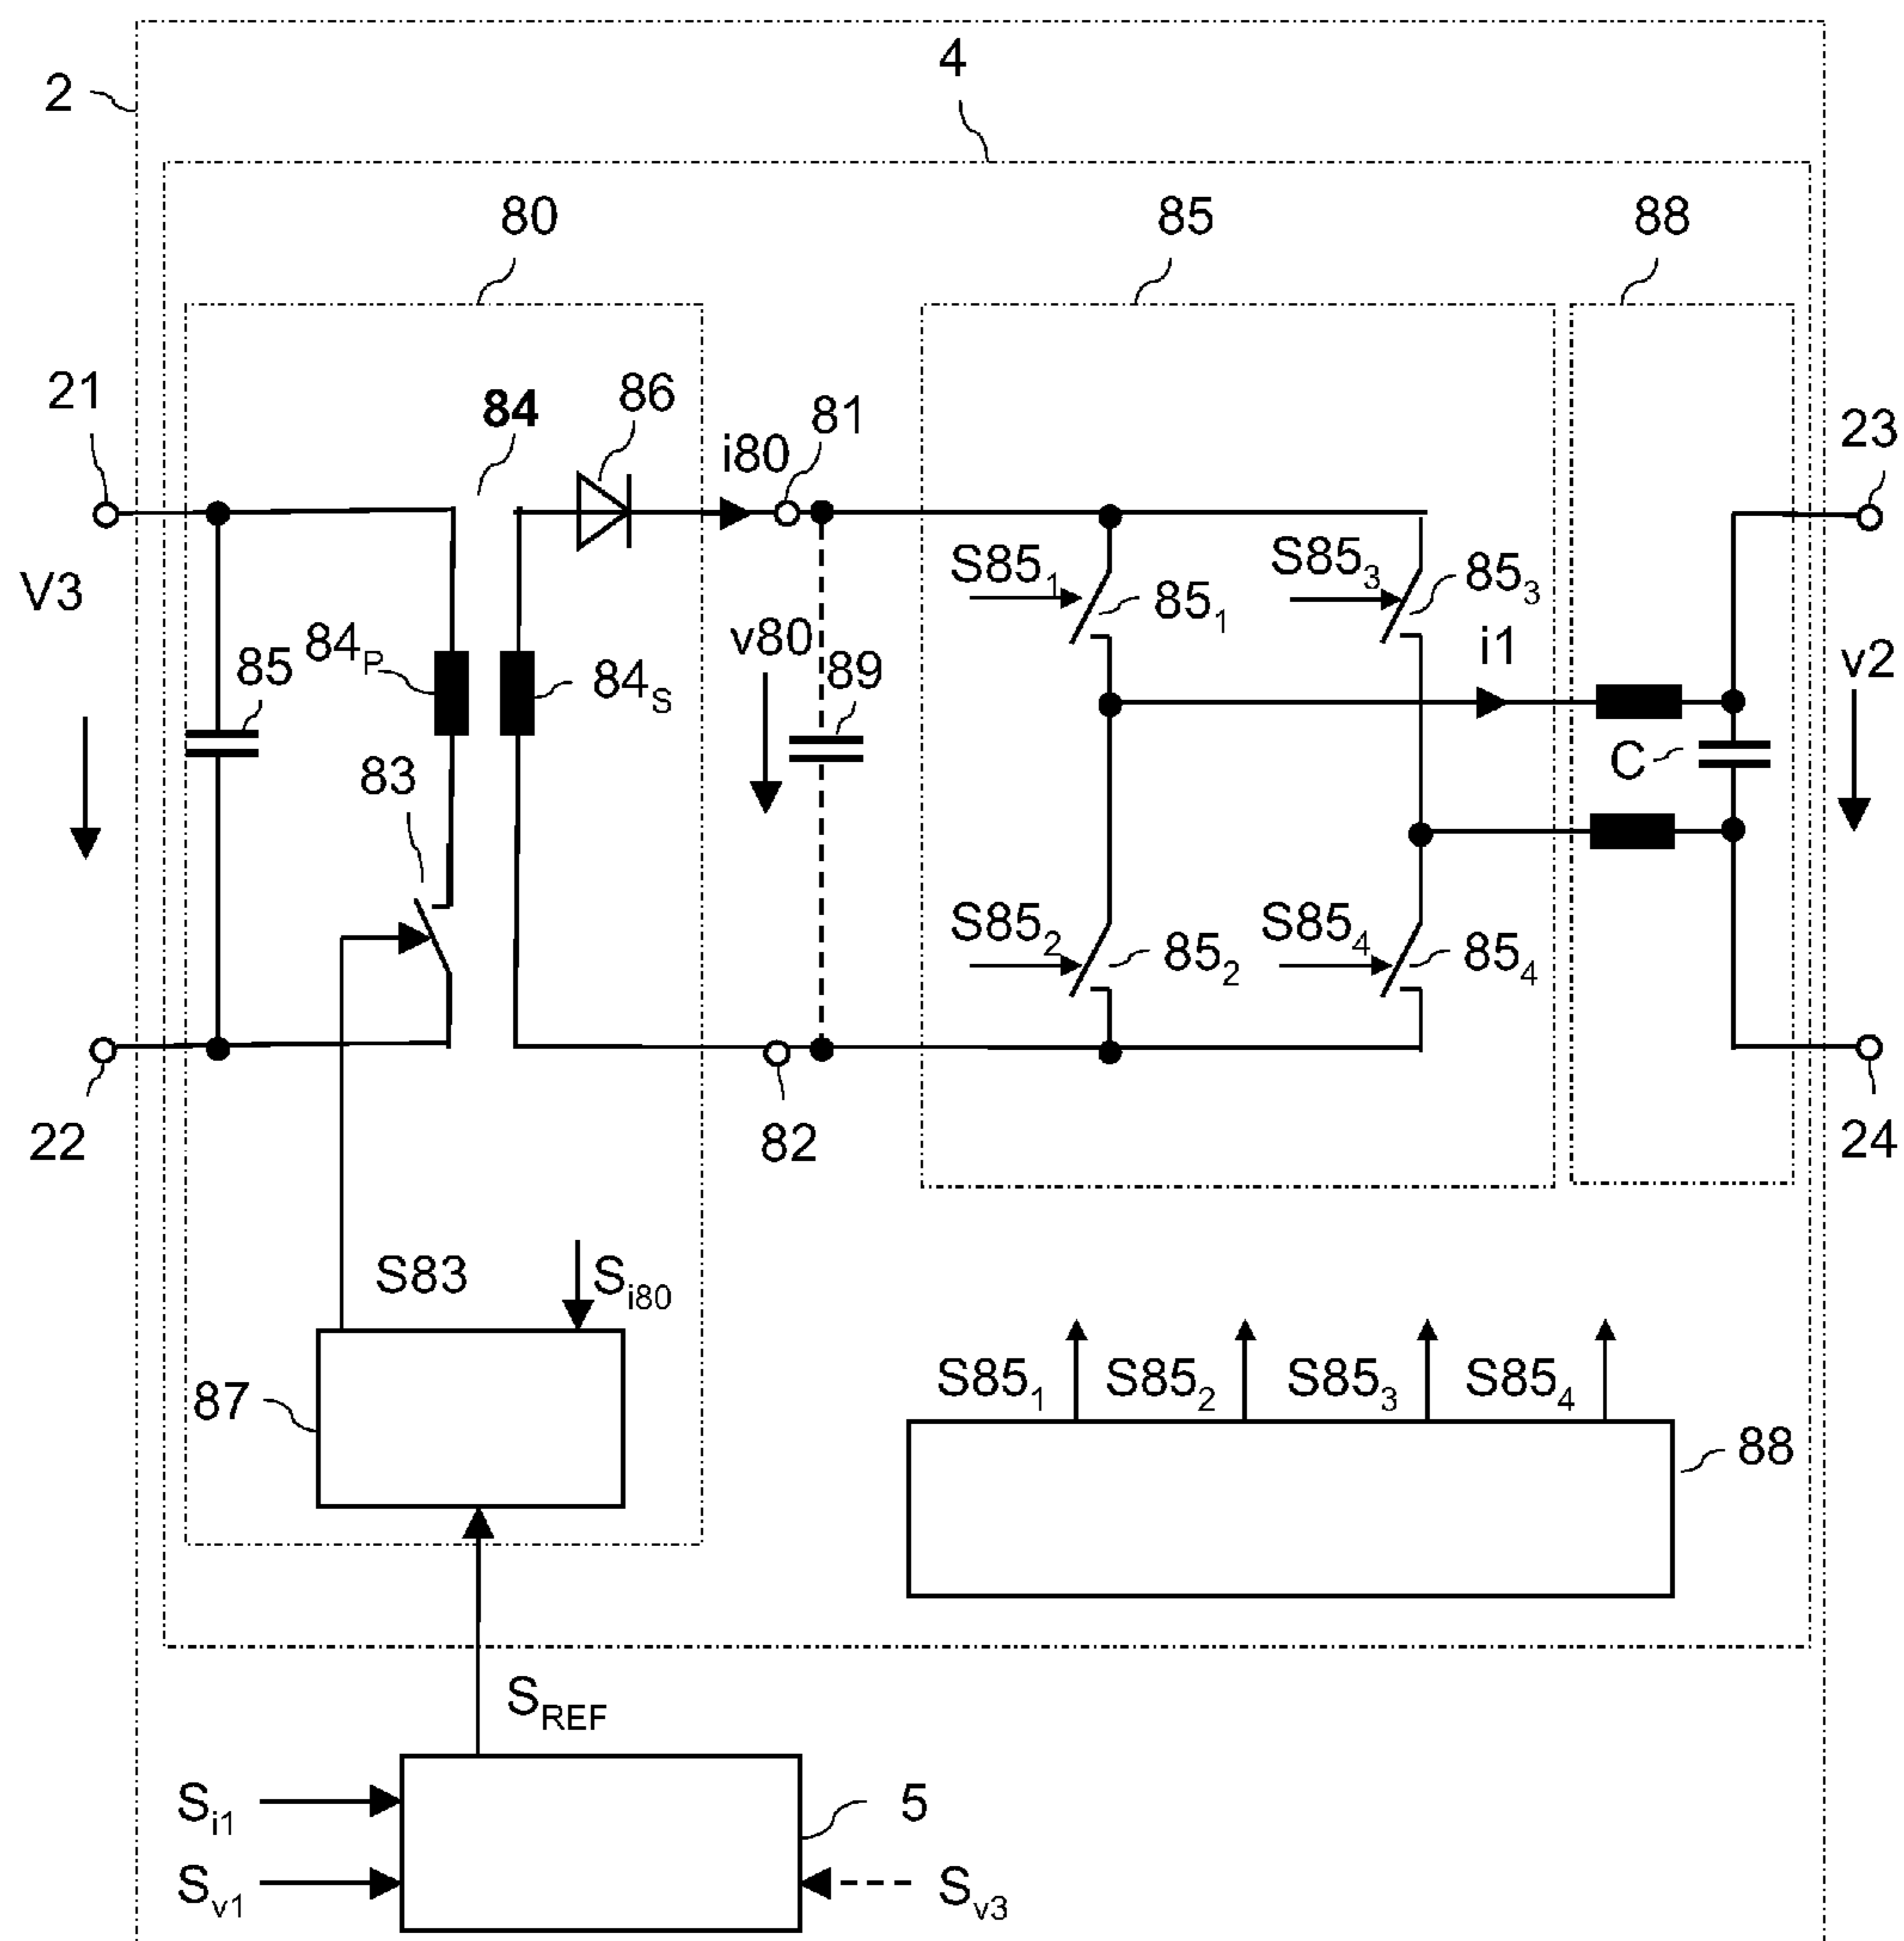 2
4
80
85
88
21
84
86
i80
81
23
V3
S85₁
85₁
S85₃
85₃
84P
85
84S
v80
89
i1
v2
83
C
S85₂
85₂
S85₄
85₄
22
82
24
S83
Si80
87
S85₁
S85₂
S85₃
S85₄
88
SREF
Si1
5
Sv1
Sv3